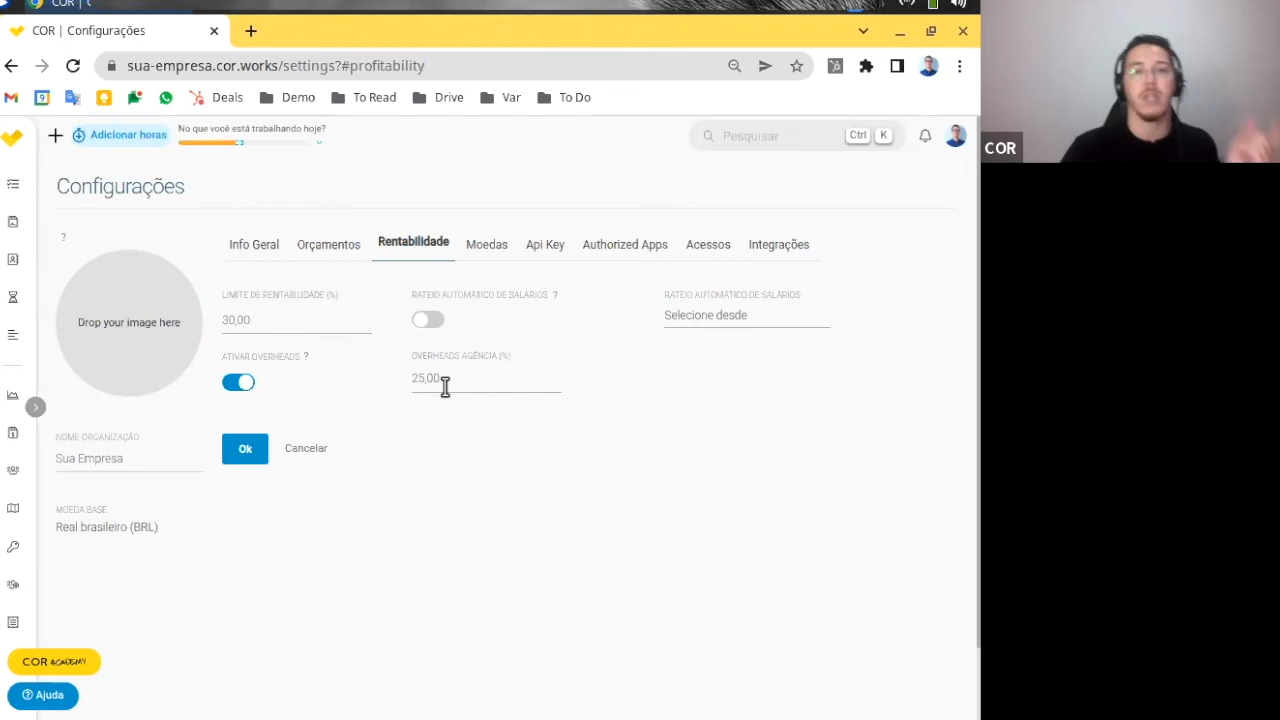 COR |
COR | Configurações
sua-empresa.cor.works/settings?#profitability
Deals
Demo
To Read
Drive
Var
To Do
Adicionar horas
No que você está trabalhando hoje?
Pesquisar
Ctrl
K
COR
Configurações
?
Info Geral
Orçamentos
Rentabilidade
Moedas
Api Key
Authorized Apps
Acessos
Integrações
Drop your image here
LIMITE DE RENTABILIDADE (%)
30,00
RATEIO AUTOMÁTICO DE SALÁRIOS ?
RATEIO AUTOMÁTICO DE SALÁRIOS
Selecione desde
ATIVAR OVERHEADS ?
OVERHEADS AGÊNCIA (%)
25,00
NOME ORGANIZAÇÃO
Sua Empresa
Ok
Cancelar
MOEDA BASE
Real brasileiro (BRL)
COR ACADEMY
? Ajuda